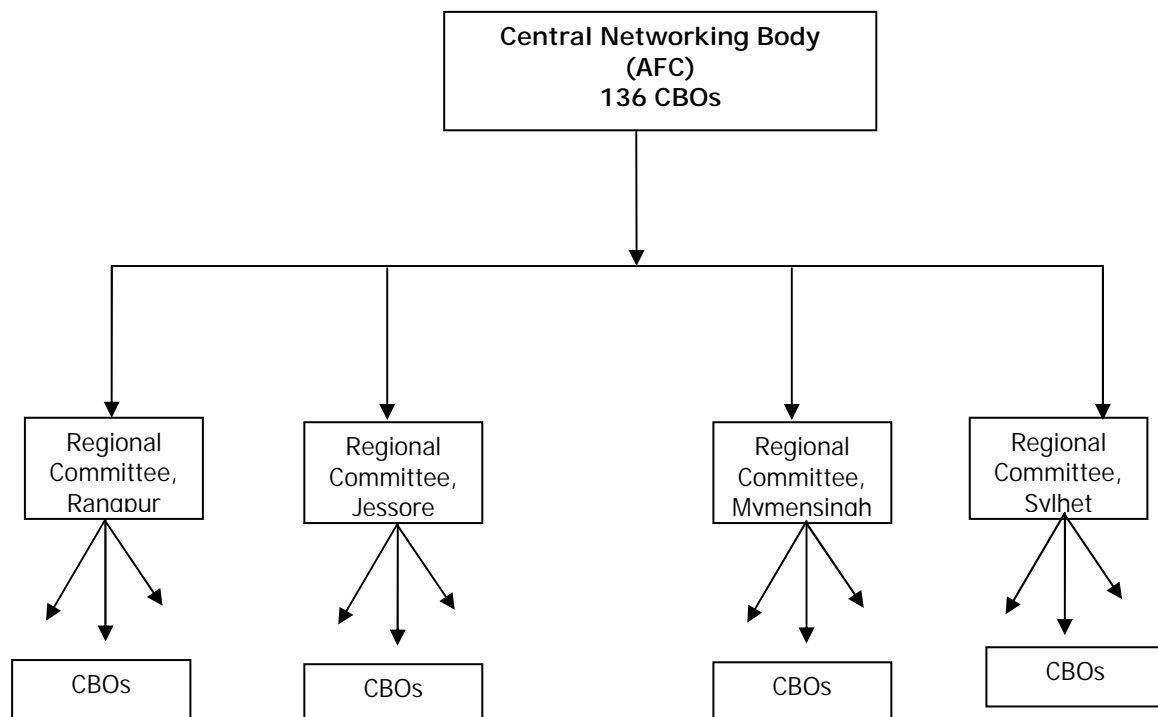 Central Networking Body
(AFC)
136 CBOs
Regional
Committee,
Rangpur
Regional
Committee,
Jessore
Regional
Committee,
Mymensingh
Regional
Committee,
Sylhet
CBOs
CBOs
CBOs
CBOs